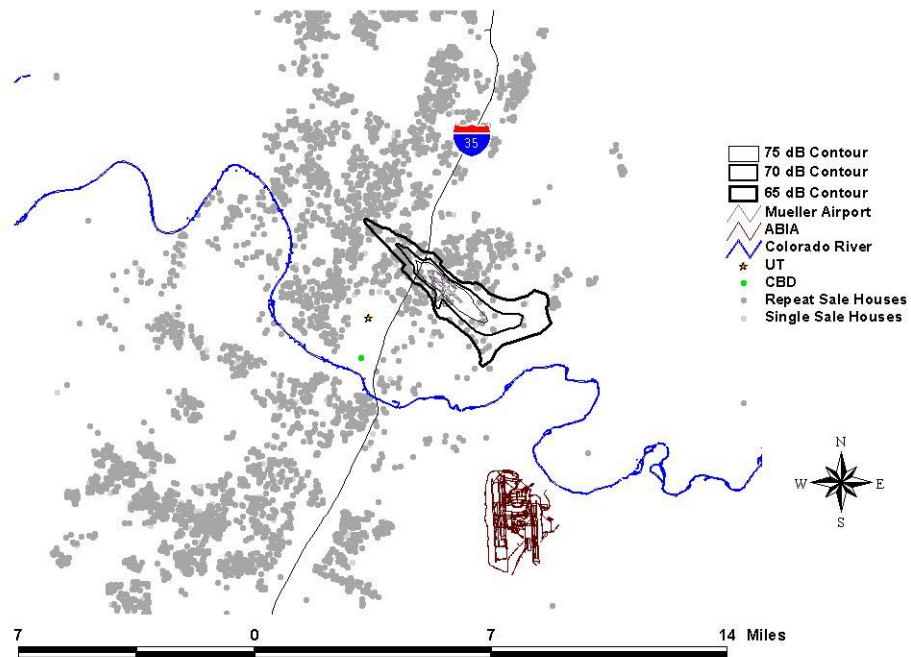 35
75 dB Contour
70 dB Contour
65 dB Contour
Mueller Airport
ABIA
Colorado River
UT
CBD
Repeat Sale Houses
Single Sale Houses
N
W E
S
7 0 7 14 Miles